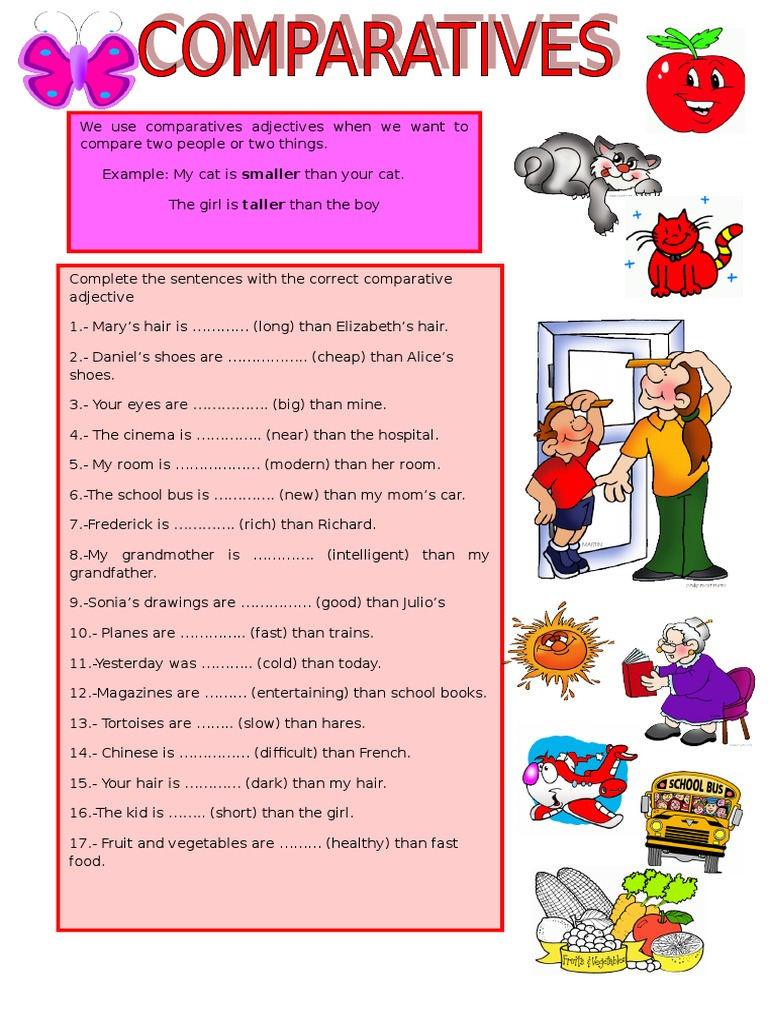 COMPARATIVES
We use comparatives adjectives when we want to
compare two people or two things.
Example: My cat is smaller than your cat.
The girl is taller than the boy
Complete the sentences with the correct comparative
adjective
1.- Mary’s hair is ………… (long) than Elizabeth’s hair.
2.- Daniel’s shoes are …………….. (cheap) than Alice’s
shoes.
3.- Your eyes are ……………. (big) than mine.
4.- The cinema is …………. (near) than the hospital.
5.- My room is ……………… (modern) than her room.
6.-The school bus is …………. (new) than my mom’s car.
7.-Frederick is …………. (rich) than Richard.
8.-My grandmother is …………. (intelligent) than my
grandfather.
9.-Sonia’s drawings are …………… (good) than Julio’s
10.- Planes are ………….. (fast) than trains.
11.-Yesterday was ……….. (cold) than today.
12.-Magazines are ……… (entertaining) than school books.
13.- Tortoises are …….. (slow) than hares.
14.- Chinese is …………… (difficult) than French.
15.- Your hair is ………… (dark) than my hair.
16.-The kid is …….. (short) than the girl.
17.- Fruit and vegetables are ……… (healthy) than fast
food.
MARTIN
SCHOOL BUS
Fruits & Vegetables